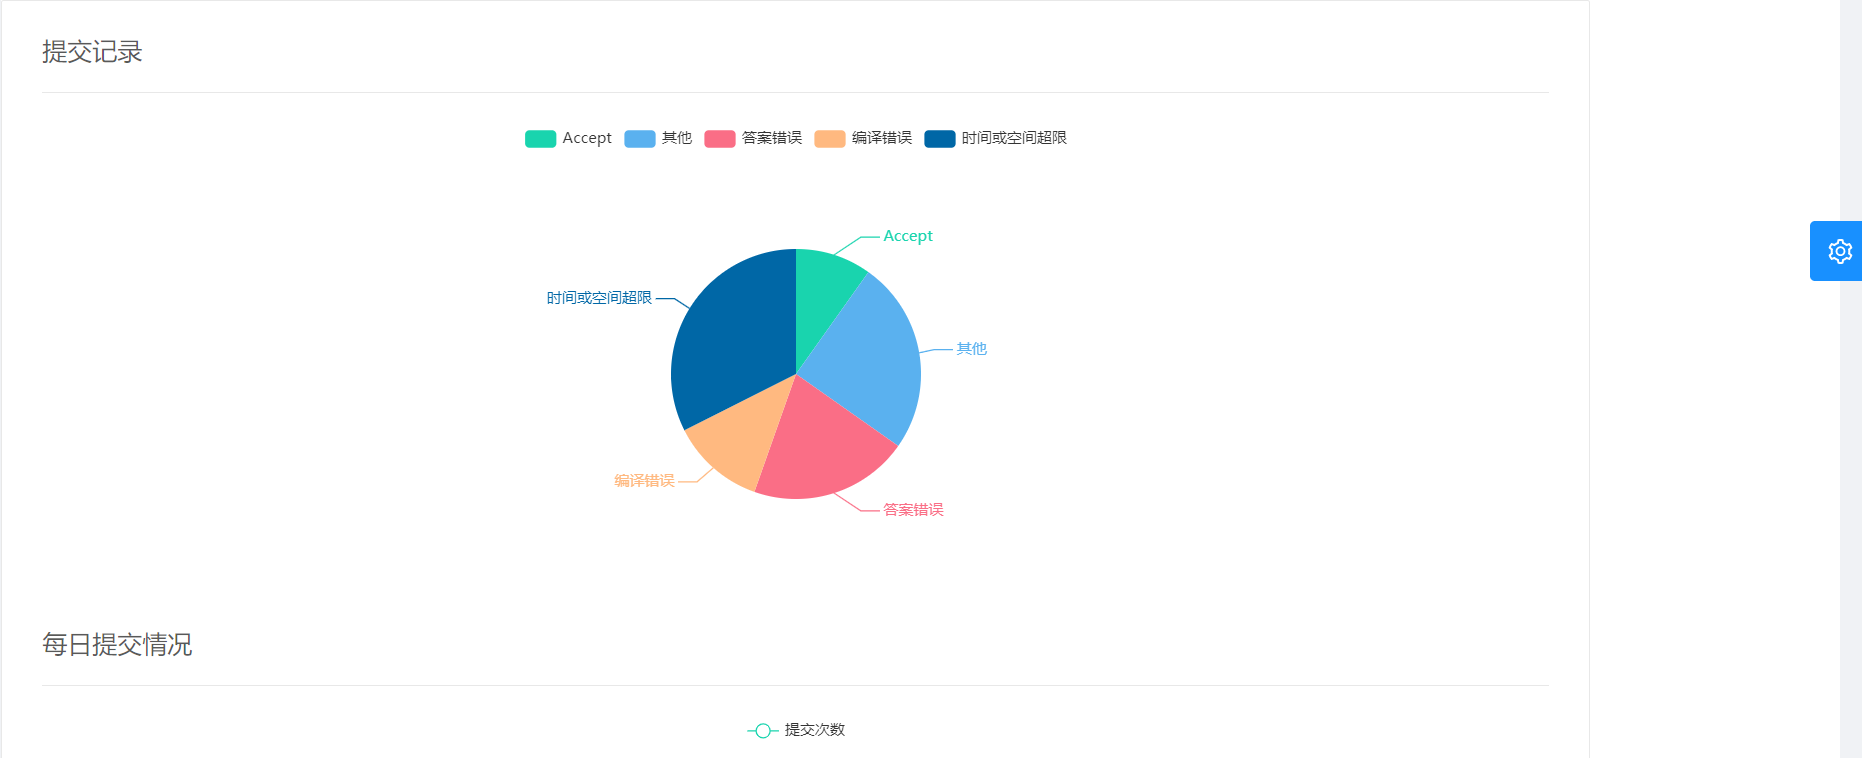 提交记录
Accept 其他 答案错误 编译错误 时间或空间超限
Accept
时间或空间超限
其他
编译错误
答案错误
每日提交情况
提交次数